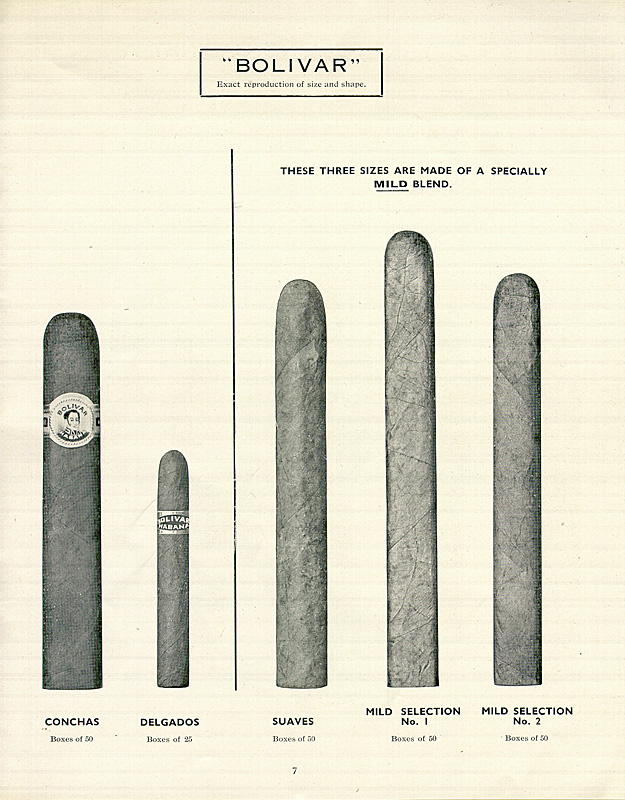 "BOLIVAR"
Exact reproduction of size and shape.
THESE THREE SIZES ARE MADE OF A SPECIALLY
MILD BLEND.
BOLIVAR
HABANA
BOLIVAR
HABANA
CONCHAS
Boxes of 50
DELGADOS
Boxes of 25
SUAVES
Boxes of 50
MILD SELECTION
No. 1
Boxes of 50
MILD SELECTION
No. 2
Boxes of 50
7